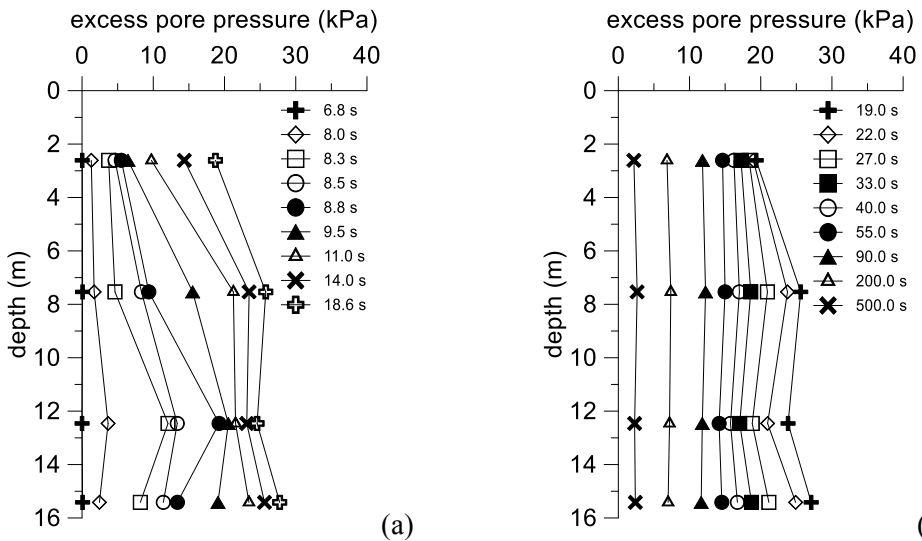 excess pore pressure (kPa)
0 10 20 30 40
0
2
4
6
8
10
12
14
16
depth (m)
6.8 s
8.0 s
8.3 s
8.5 s
8.8 s
9.5 s
11.0 s
14.0 s
18.6 s
(a)
excess pore pressure (kPa)
0 10 20 30 40
0
2
4
6
8
10
12
14
16
depth (m)
19.0 s
22.0 s
27.0 s
33.0 s
40.0 s
55.0 s
90.0 s
200.0 s
500.0 s
(